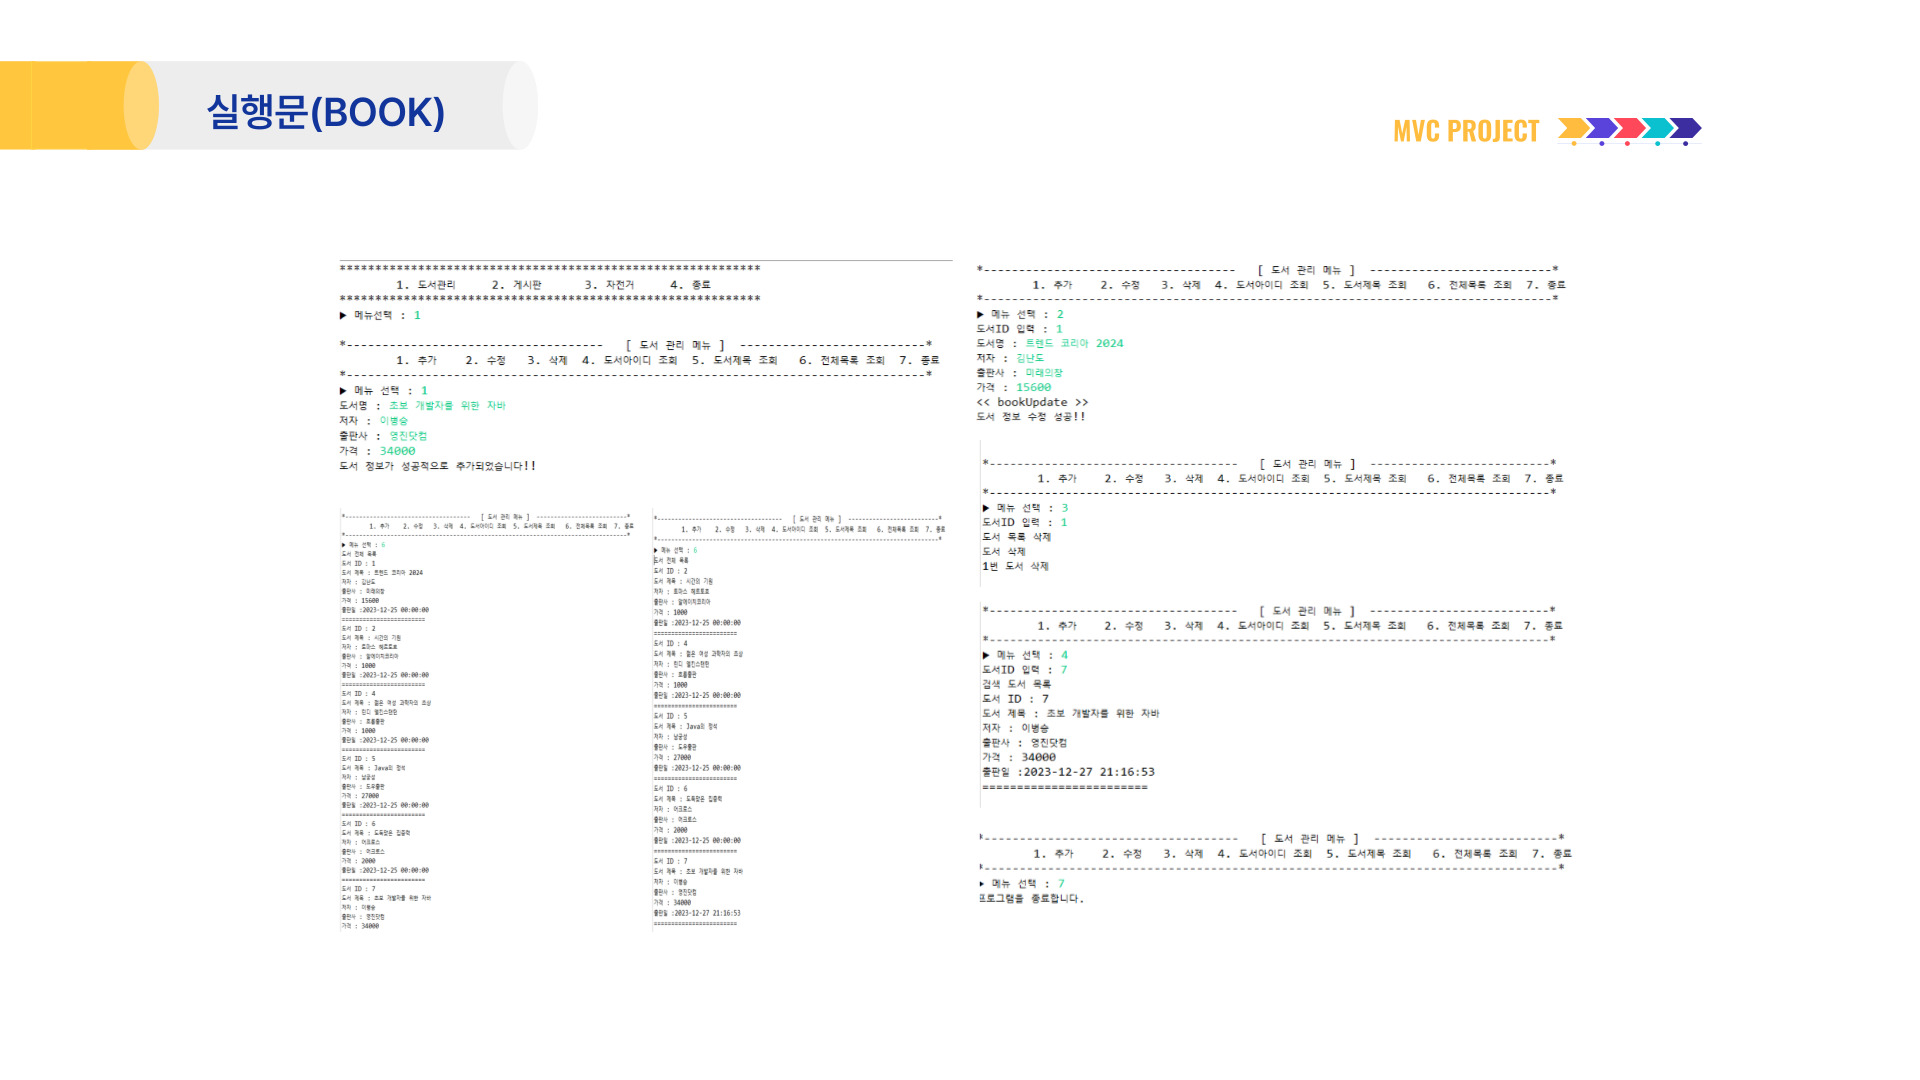 실행문(BOOK)
MVC PROJECT
***********************************************************
1. 도서관리 2. 게시판 3. 자전거 4. 종료
***********************************************************
▶ 메뉴선택 : 1
*------------------------------------ [ 도서 관리 메뉴 ] --------------------------*
1. 추가 2. 수정 3. 삭제 4. 도서아이디 조회 5. 도서제목 조회 6. 전체목록 조회 7. 종료
*---------------------------------------------------------------------------------*
▶ 메뉴 선택 : 1
도서명 : 초보 개발자를 위한 자바
저자 : 이병승
출판사 : 영진닷컴
가격 : 34000
도서 정보가 성공적으로 추가되었습니다!!
*------------------------------------ [ 도서 관리 메뉴 ] --------------------------*
1. 추가 2. 수정 3. 삭제 4. 도서아이디 조회 5. 도서제목 조회 6. 전체목록 조회 7. 종료
*---------------------------------------------------------------------------------*
▶ 메뉴 선택 : 6
도서 전체 목록
도서 ID : 1
도서 제목 : 트렌드 코리아 2024
저자 : 김난도
출판사 : 미래의창
가격 : 15600
출판일 :2023-12-25 00:00:00
========================
도서 ID : 2
도서 제목 : 시간의 기원
저자 : 토마스 헤르토흐
출판사 : 알에이치코리아
가격 : 1000
출판일 :2023-12-25 00:00:00
========================
도서 ID : 4
도서 제목 : 젊은 여성 과학자의 초상
저자 : 린디 엘킨스탠턴
출판사 : 흐름출판
가격 : 1000
출판일 :2023-12-25 00:00:00
========================
도서 ID : 5
도서 제목 : Java의 정석
저자 : 남궁성
출판사 : 도우출판
가격 : 27000
출판일 :2023-12-25 00:00:00
========================
도서 ID : 6
도서 제목 : 도둑맞은 집중력
저자 : 어크로스
출판사 : 어크로스
가격 : 2000
출판일 :2023-12-25 00:00:00
========================
도서 ID : 7
도서 제목 : 초보 개발자를 위한 자바
저자 : 이병승
출판사 : 영진닷컴
가격 : 34000
*------------------------------------ [ 도서 관리 메뉴 ] --------------------------*
1. 추가 2. 수정 3. 삭제 4. 도서아이디 조회 5. 도서제목 조회 6. 전체목록 조회 7. 종료
*---------------------------------------------------------------------------------*
▶ 메뉴 선택 : 6
도서 전체 목록
도서 ID : 2
도서 제목 : 시간의 기원
저자 : 토마스 헤르토흐
출판사 : 알에이치코리아
가격 : 1000
출판일 :2023-12-25 00:00:00
========================
도서 ID : 4
도서 제목 : 젊은 여성 과학자의 초상
저자 : 린디 엘킨스탠턴
출판사 : 흐름출판
가격 : 1000
출판일 :2023-12-25 00:00:00
========================
도서 ID : 5
도서 제목 : Java의 정석
저자 : 남궁성
출판사 : 도우출판
가격 : 27000
출판일 :2023-12-25 00:00:00
========================
도서 ID : 6
도서 제목 : 도둑맞은 집중력
저자 : 어크로스
출판사 : 어크로스
가격 : 2000
출판일 :2023-12-25 00:00:00
========================
도서 ID : 7
도서 제목 : 초보 개발자를 위한 자바
저자 : 이병승
출판사 : 영진닷컴
가격 : 34000
출판일 :2023-12-27 21:16:53
========================
*------------------------------------ [ 도서 관리 메뉴 ] --------------------------*
1. 추가 2. 수정 3. 삭제 4. 도서아이디 조회 5. 도서제목 조회 6. 전체목록 조회 7. 종료
*---------------------------------------------------------------------------------*
▶ 메뉴 선택 : 2
도서ID 입력 : 1
도서명 : 트렌드 코리아 2024
저자 : 김난도
출판사 : 미래의창
가격 : 15600
<< bookUpdate >>
도서 정보 수정 성공!!
*------------------------------------ [ 도서 관리 메뉴 ] --------------------------*
1. 추가 2. 수정 3. 삭제 4. 도서아이디 조회 5. 도서제목 조회 6. 전체목록 조회 7. 종료
*---------------------------------------------------------------------------------*
▶ 메뉴 선택 : 3
도서ID 입력 : 1
도서 목록 삭제
도서 삭제
1번 도서 삭제
*------------------------------------ [ 도서 관리 메뉴 ] --------------------------*
1. 추가 2. 수정 3. 삭제 4. 도서아이디 조회 5. 도서제목 조회 6. 전체목록 조회 7. 종료
*---------------------------------------------------------------------------------*
▶ 메뉴 선택 : 4
도서ID 입력 : 7
검색 도서 목록
도서 ID : 7
도서 제목 : 초보 개발자를 위한 자바
저자 : 이병승
출판사 : 영진닷컴
가격 : 34000
출판일 :2023-12-27 21:16:53
========================
*------------------------------------ [ 도서 관리 메뉴 ] --------------------------*
1. 추가 2. 수정 3. 삭제 4. 도서아이디 조회 5. 도서제목 조회 6. 전체목록 조회 7. 종료
*---------------------------------------------------------------------------------*
▶ 메뉴 선택 : 7
프로그램을 종료합니다.